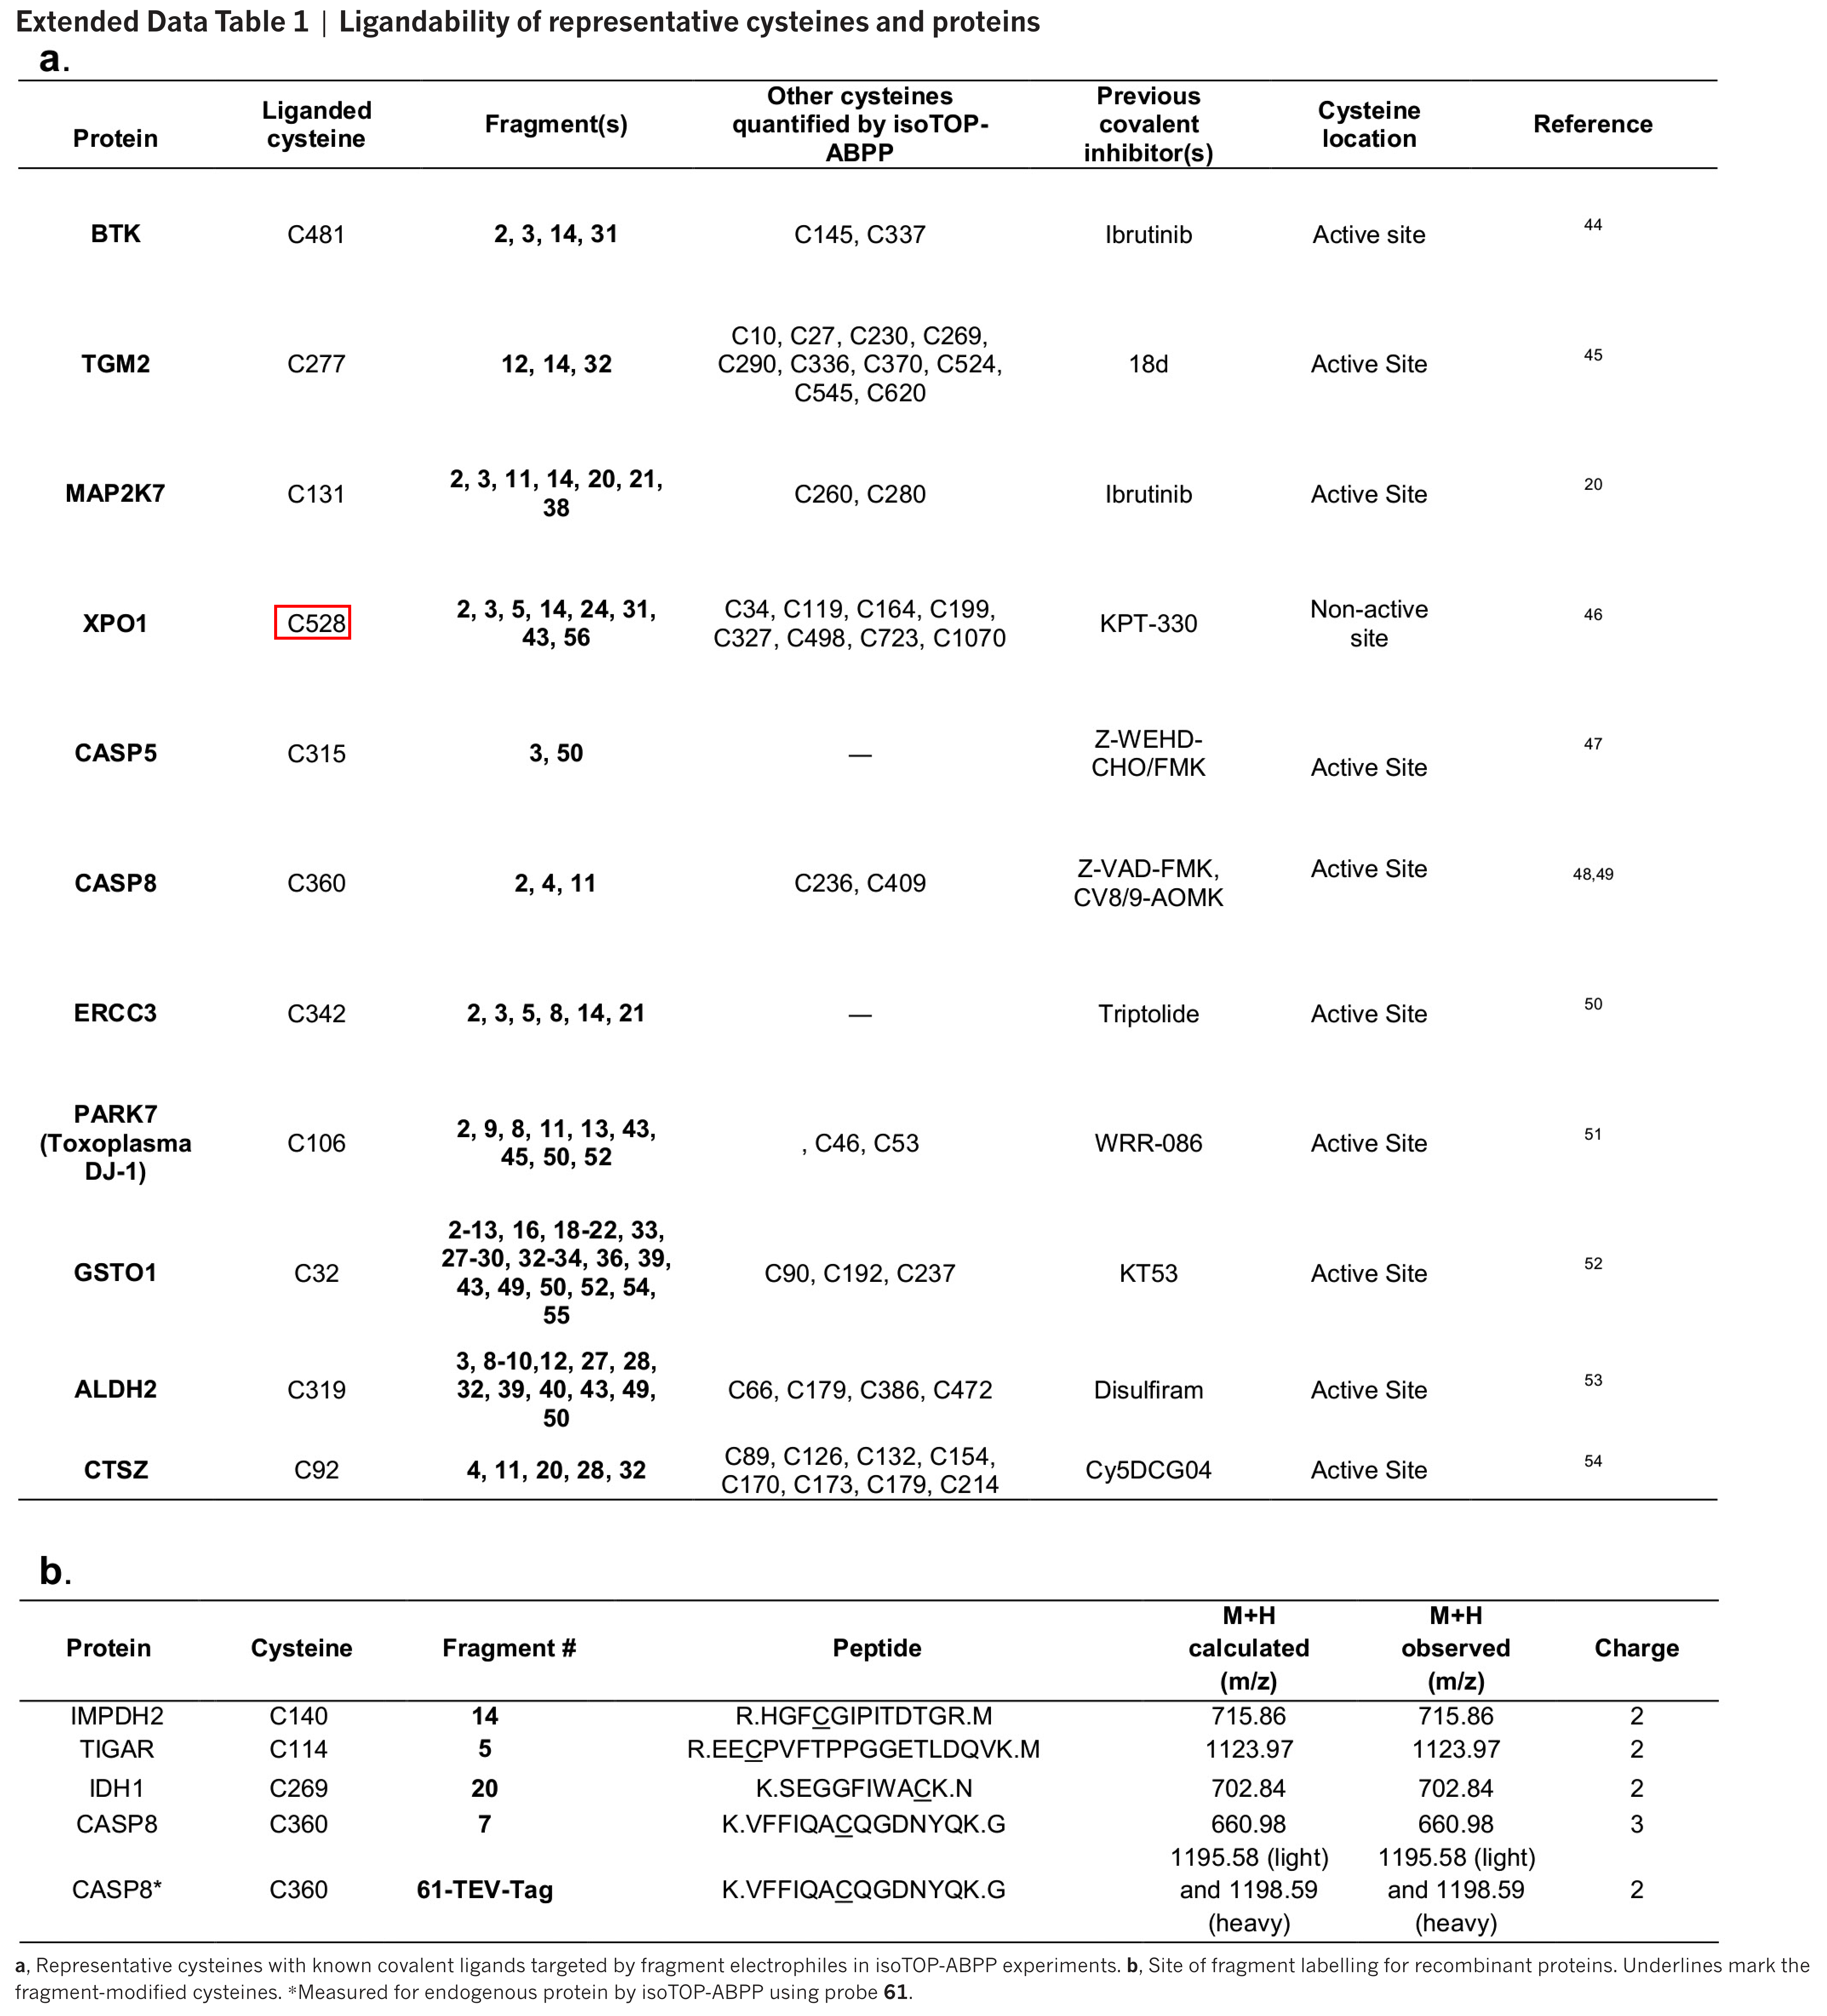 Extended Data Table 1 | Ligandability of representative cysteines and proteins
a.
Protein
Liganded
cysteine
Fragment(s)
Other cysteines
quantified by isoTOP-
ABPP
Previous
covalent
inhibitor(s)
Cysteine
location
Reference
BTK
C481
2, 3, 14, 31
C145, C337
Ibrutinib
Active site
44
TGM2
C277
12, 14, 32
C10, C27, C230, C269,
C290, C336, C370, C524,
C545, C620
18d
Active Site
45
MAP2K7
C131
2, 3, 11, 14, 20, 21,
38
C260, C280
Ibrutinib
Active Site
20
XPO1
C528
2, 3, 5, 14, 24, 31,
43, 56
C34, C119, C164, C199,
C327, C498, C723, C1070
KPT-330
Non-active
site
46
CASP5
C315
3, 50
—
Z-WEHD-
CHO/FMK
Active Site
47
CASP8
C360
2, 4, 11
C236, C409
Z-VAD-FMK,
CV8/9-AOMK
Active Site
48,49
ERCC3
C342
2, 3, 5, 8, 14, 21
—
Triptolide
Active Site
50
PARK7
(Toxoplasma
DJ-1)
C106
2, 9, 8, 11, 13, 43,
45, 50, 52
, C46, C53
WRR-086
Active Site
51
GSTO1
C32
2-13, 16, 18-22, 33,
27-30, 32-34, 36, 39,
43, 49, 50, 52, 54,
55
C90, C192, C237
KT53
Active Site
52
ALDH2
C319
3, 8-10,12, 27, 28,
32, 39, 40, 43, 49,
50
C66, C179, C386, C472
Disulfiram
Active Site
53
CTSZ
C92
4, 11, 20, 28, 32
C89, C126, C132, C154,
C170, C173, C179, C214
Cy5DCG04
Active Site
54
b.
Protein
Cysteine
Fragment #
Peptide
M+H
calculated
(m/z)
M+H
observed
(m/z)
Charge
IMPDH2
C140
14
R.HGFCGIPITDTGR.M
715.86
715.86
2
TIGAR
C114
5
R.EECPVFTPPGGETLDQVK.M
1123.97
1123.97
2
IDH1
C269
20
K.SEGGFIWACK.N
702.84
702.84
2
CASP8
C360
7
K.VFFIQACQGDNYQK.G
660.98
660.98
3
CASP8*
C360
61-TEV-Tag
K.VFFIQACQGDNYQK.G
1195.58 (light)
and 1198.59
(heavy)
1195.58 (light)
and 1198.59
(heavy)
2
a, Representative cysteines with known covalent ligands targeted by fragment electrophiles in isoTOP-ABPP experiments. b, Site of fragment labelling for recombinant proteins. Underlines mark the
fragment-modified cysteines. *Measured for endogenous protein by isoTOP-ABPP using probe 61.